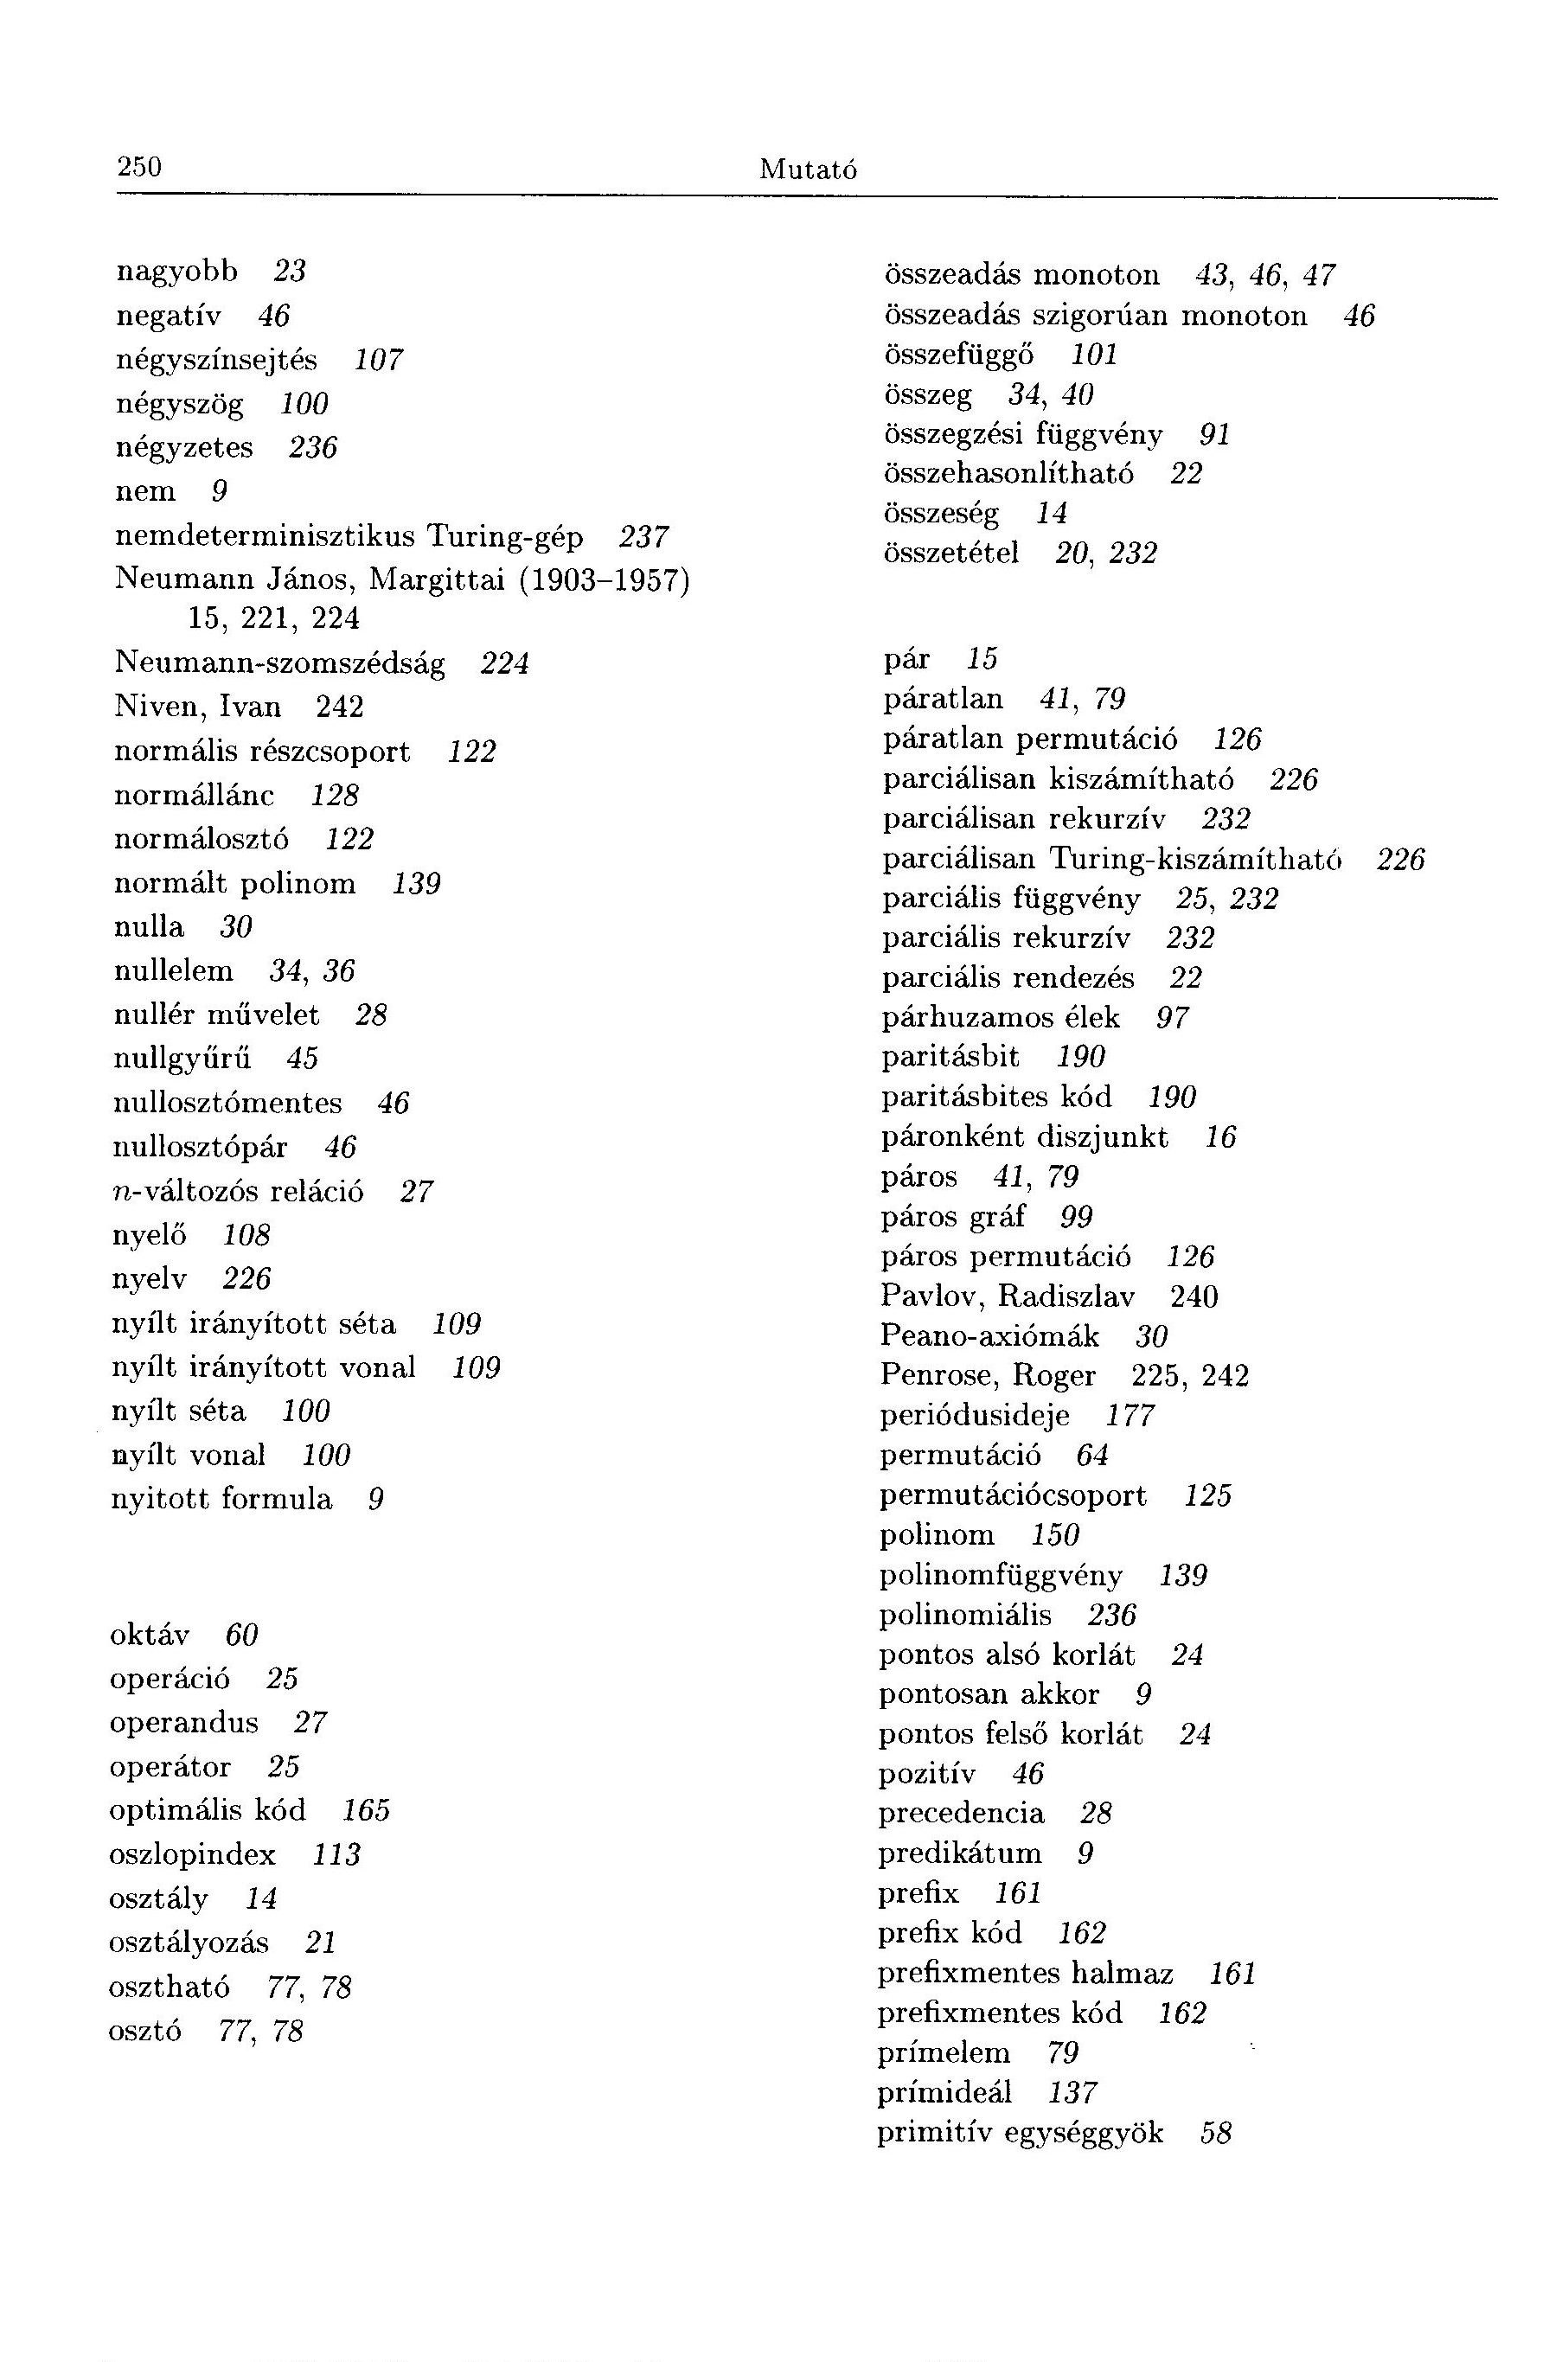 250
Mutató
nagyobb 23
negatív 46
négyszínsejtés 107
négyszög 100
négyzetes 236
nem 9
nemdeterminisztikus Turing-gép 237
Neumann János, Margittai (1903–1957)
15, 221, 224
Neumann-szomszédság 224
Niven, Ivan 242
normális részcsoport 122
normállánc 128
normálosztó 122
normált polinom 139
nulla 30
nullelem 34, 36
nullér művelet 28
nullgyűrű 45
nullosztómentes 46
nullosztópár 46
n-változós reláció 27
nyelő 108
nyelv 226
nyílt irányított séta 109
nyílt irányított vonal 109
nyílt séta 100
nyílt vonal 100
nyitott formula 9
oktáv 60
operáció 25
operandus 27
operátor 25
optimális kód 165
oszlopindex 113
osztály 14
osztályozás 21
osztható 77, 78
osztó 77, 78
összeadás monoton 43, 46, 47
összeadás szigorúan monoton 46
összefüggő 101
összeg 34, 40
összegzési függvény 91
összehasonlítható 22
összeség 14
összetétel 20, 232
pár 15
páratlan 41, 79
páratlan permutáció 126
parciálisan kiszámítható 226
parciálisan rekurzív 232
parciálisan Turing-kiszámítható 226
parciális függvény 25, 232
parciális rekurzív 232
parciális rendezés 22
párhuzamos élek 97
paritásbit 190
paritásbites kód 190
páronként diszjunkt 16
páros 41, 79
páros gráf 99
páros permutáció 126
Pavlov, Radiszlav 240
Peano-axiómák 30
Penrose, Roger 225, 242
periódusideje 177
permutáció 64
permutációcsoport 125
polinom 150
polinomfüggvény 139
polinomiális 236
pontos alsó korlát 24
pontosan akkor 9
pontos felső korlát 24
pozitív 46
precedencia 28
predikátum 9
prefix 161
prefix kód 162
prefixmentes halmaz 161
prefixmentes kód 162
prímelem 79
prímideál 137
primitív egységgyök 58